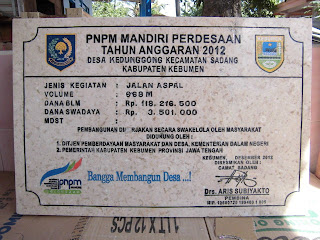 PNPM MANDIRI PERDESAAN
TAHUN ANGGARAN 2012
DESA KEDUNGGONG KECAMATAN SADANG
KABUPATEN KEBUMEN
JENIS KEGIATAN : JALAN ASPAL
VOLUME : 968 M
DANA BLM : Rp. 118.216.500
DANA SWADAYA : Rp. 3.501.000
MDST :
PEMBANGUNAN DIKERJAKAN SECARA SWAKELOLA OLEH MASYARAKAT
DIDUKUNG OLEH :
1. DITJEN PEMBERDAYAAN MASYARAKAT DAN DESA, KEMENTERIAN DALAM NEGERI
2. PEMERINTAH KABUPATEN KEBUMEN PROVINSI JAWA TENGAH
KEBUMEN, DESEMBER 2012
DIRESMIKAN OLEH :
CAMAT SADANG
pnpm
Bangga Membangun Desa ...!
Drs. ARIS SUBIYAKTO
PEMBINA
1UTX12PCS